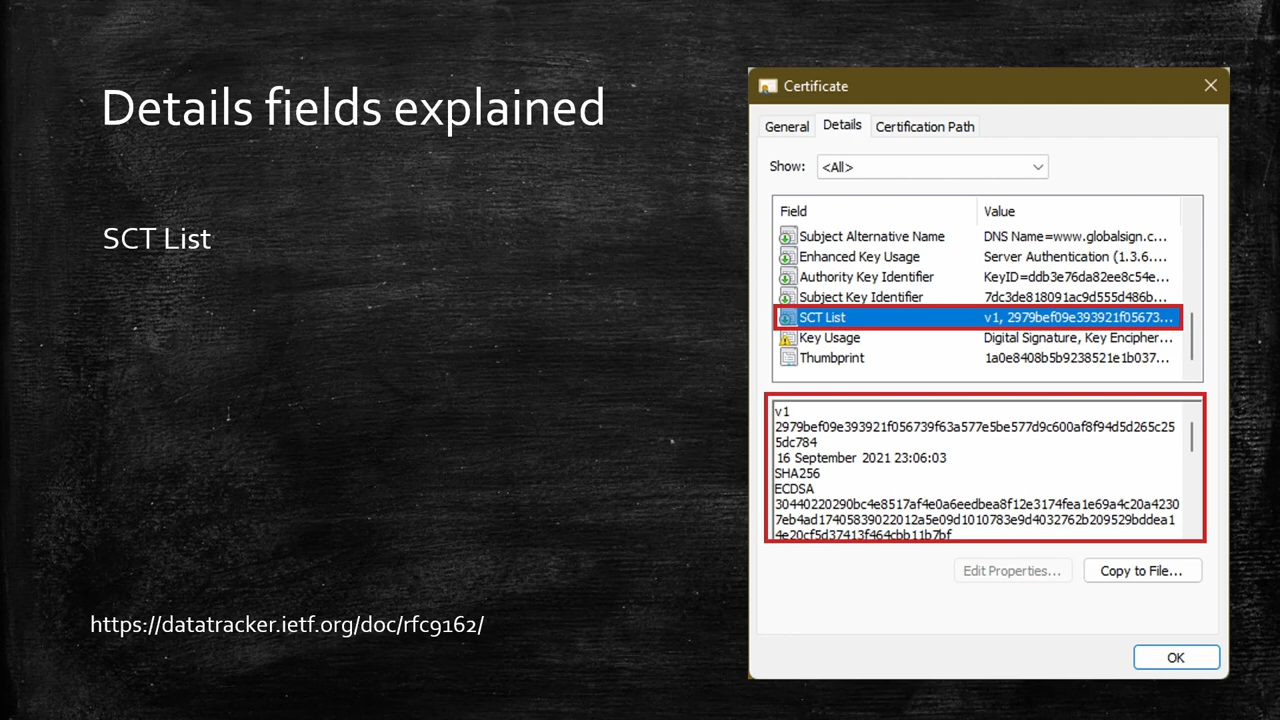 Details fields explained
SCT List
https://datatracker.ietf.org/doc/rfc9162/
Certificate
General Details Certification Path
Show: <All>
Field Value
Subject Alternative Name DNS Name=www.globalsign.c...
Enhanced Key Usage Server Authentication (1.3.6....
Authority Key Identifier KeyID=ddb3e76da82ee8c54e...
Subject Key Identifier 7dc3de818091ac9d555d486b...
SCT List v1, 2979bef09e393921f05673...
Key Usage Digital Signature, Key Encipher...
Thumbprint 1a0e8408b5b9238521e1b037...
v1
2979bef09e393921f056739f63a577e5be577d9c600af8f94d5d265c25
5dc784
16 September 2021 23:06:03
SHA256
ECDSA
30440220290bc4e8517af4e0a6eedbea8f12e3174fea1e69a4c20a4230
7eb4ad17405839022012a5e09d1010783e9d4032762b209529bddea1
4e20cf5d37413f464cbb11b7bf
Edit Properties... Copy to File...
OK